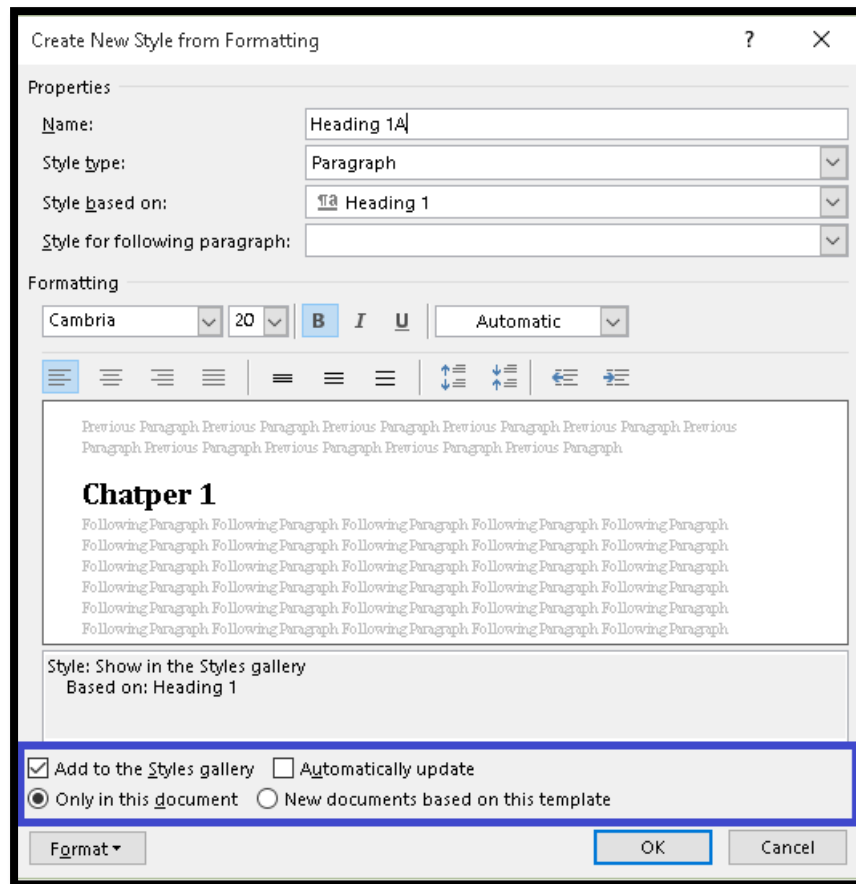 Create New Style from Formatting ?
Properties
Name: Heading 1A
Style type: Paragraph
Style based on: ¶a Heading 1
Style for following paragraph:
Formatting
Cambria 20 B I U Automatic
Previous Paragraph Previous Paragraph Previous Paragraph Previous Paragraph Previous Paragraph Previous
Paragraph Previous Paragraph Previous Paragraph Previous Paragraph Previous Paragraph
Chatper 1
Following Paragraph Following Paragraph Following Paragraph Following Paragraph Following Paragraph
Following Paragraph Following Paragraph Following Paragraph Following Paragraph Following Paragraph
Following Paragraph Following Paragraph Following Paragraph Following Paragraph Following Paragraph
Following Paragraph Following Paragraph Following Paragraph Following Paragraph Following Paragraph
Following Paragraph Following Paragraph Following Paragraph Following Paragraph Following Paragraph
Following Paragraph Following Paragraph Following Paragraph Following Paragraph Following Paragraph
Style: Show in the Styles gallery
Based on: Heading 1
Add to the Styles gallery Automatically update
Only in this document New documents based on this template
Format OK Cancel